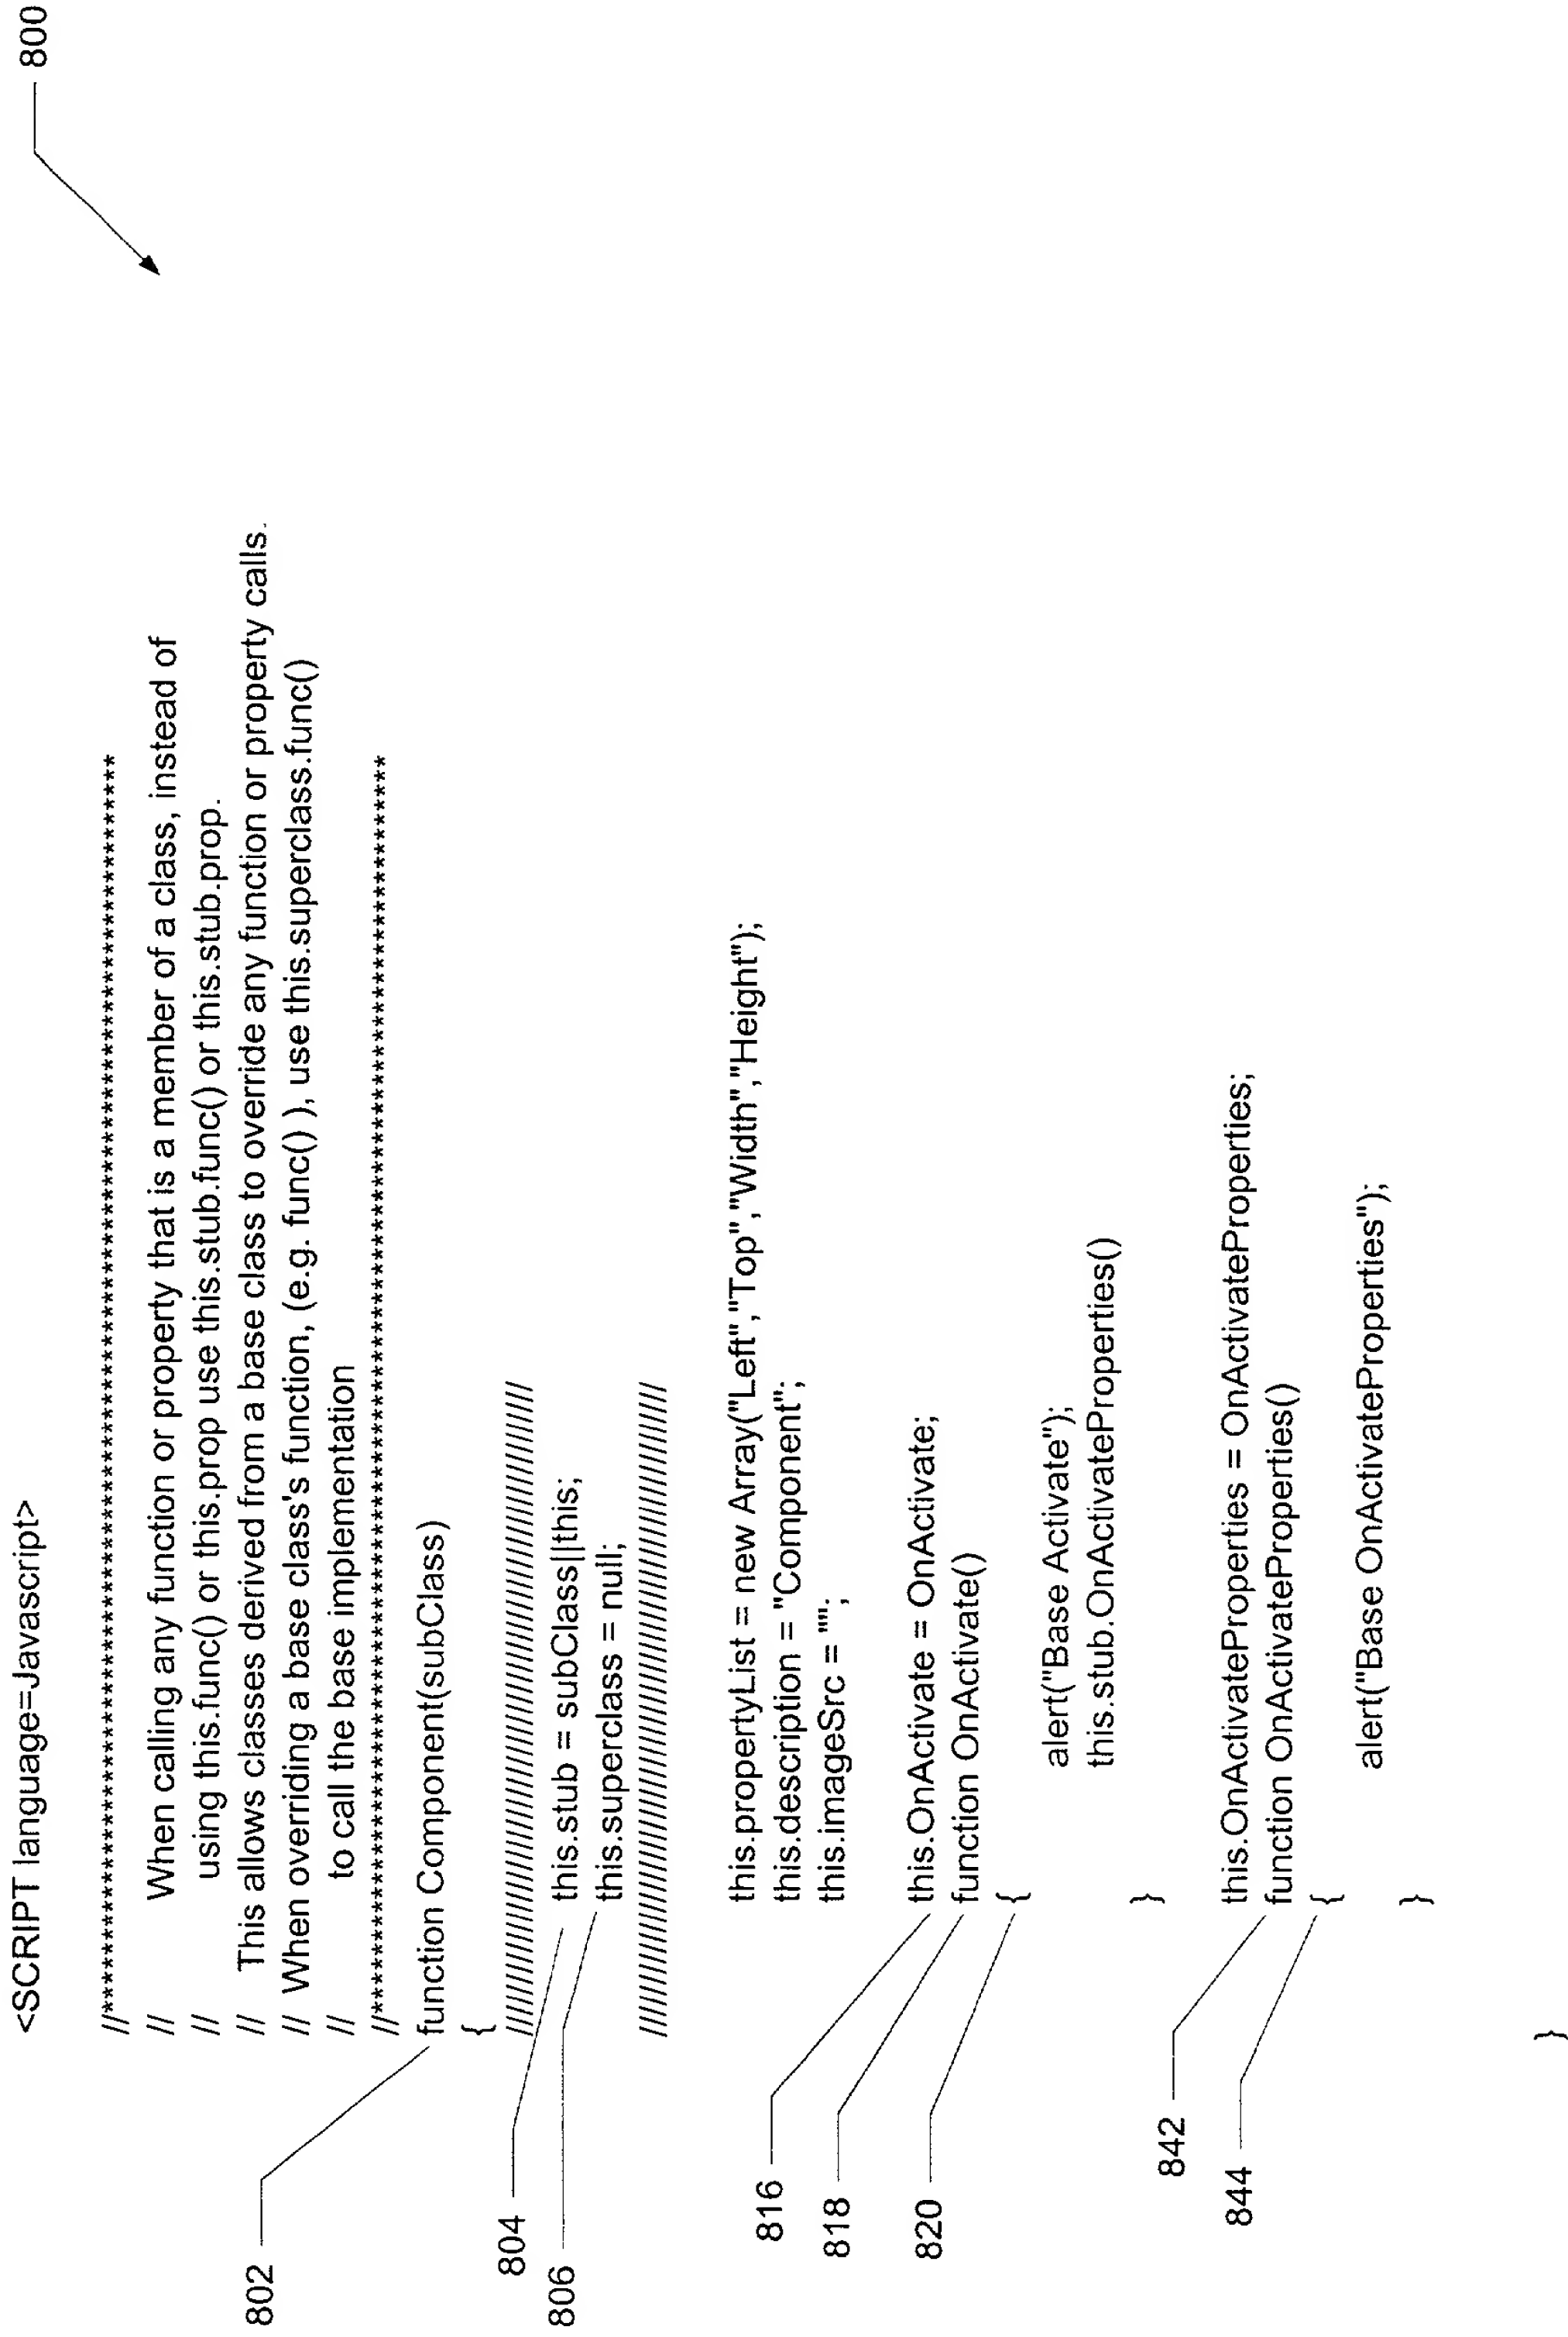 800
<SCRIPT language=Javascript>
//*****************************************************************************************
// When calling any function or property that is a member of a class, instead of
// using this.func() or this.prop use this.stub.func() or this.stub.prop.
// This allows classes derived from a base class to override any function or property calls.
// When overriding a base class's function, (e.g. func() ), use this.superclass.func()
// to call the base implementation
//*****************************************************************************************
802 function Component(subClass)
{
////////////////////////////////////////////////////////////
804 this.stub = subClass||this;
806 this.superclass = null;
////////////////////////////////////////////////////////////
this.propertyList = new Array("Left","Top","Width","Height");
this.description = "Component";
this.imageSrc = "";
816 this.OnActivate = OnActivate;
818 function OnActivate()
820 {
alert("Base Activate");
this.stub.OnActivateProperties()
}
842 this.OnActivateProperties = OnActivateProperties;
function OnActivateProperties()
844 {
alert("Base OnActivateProperties");
}
}